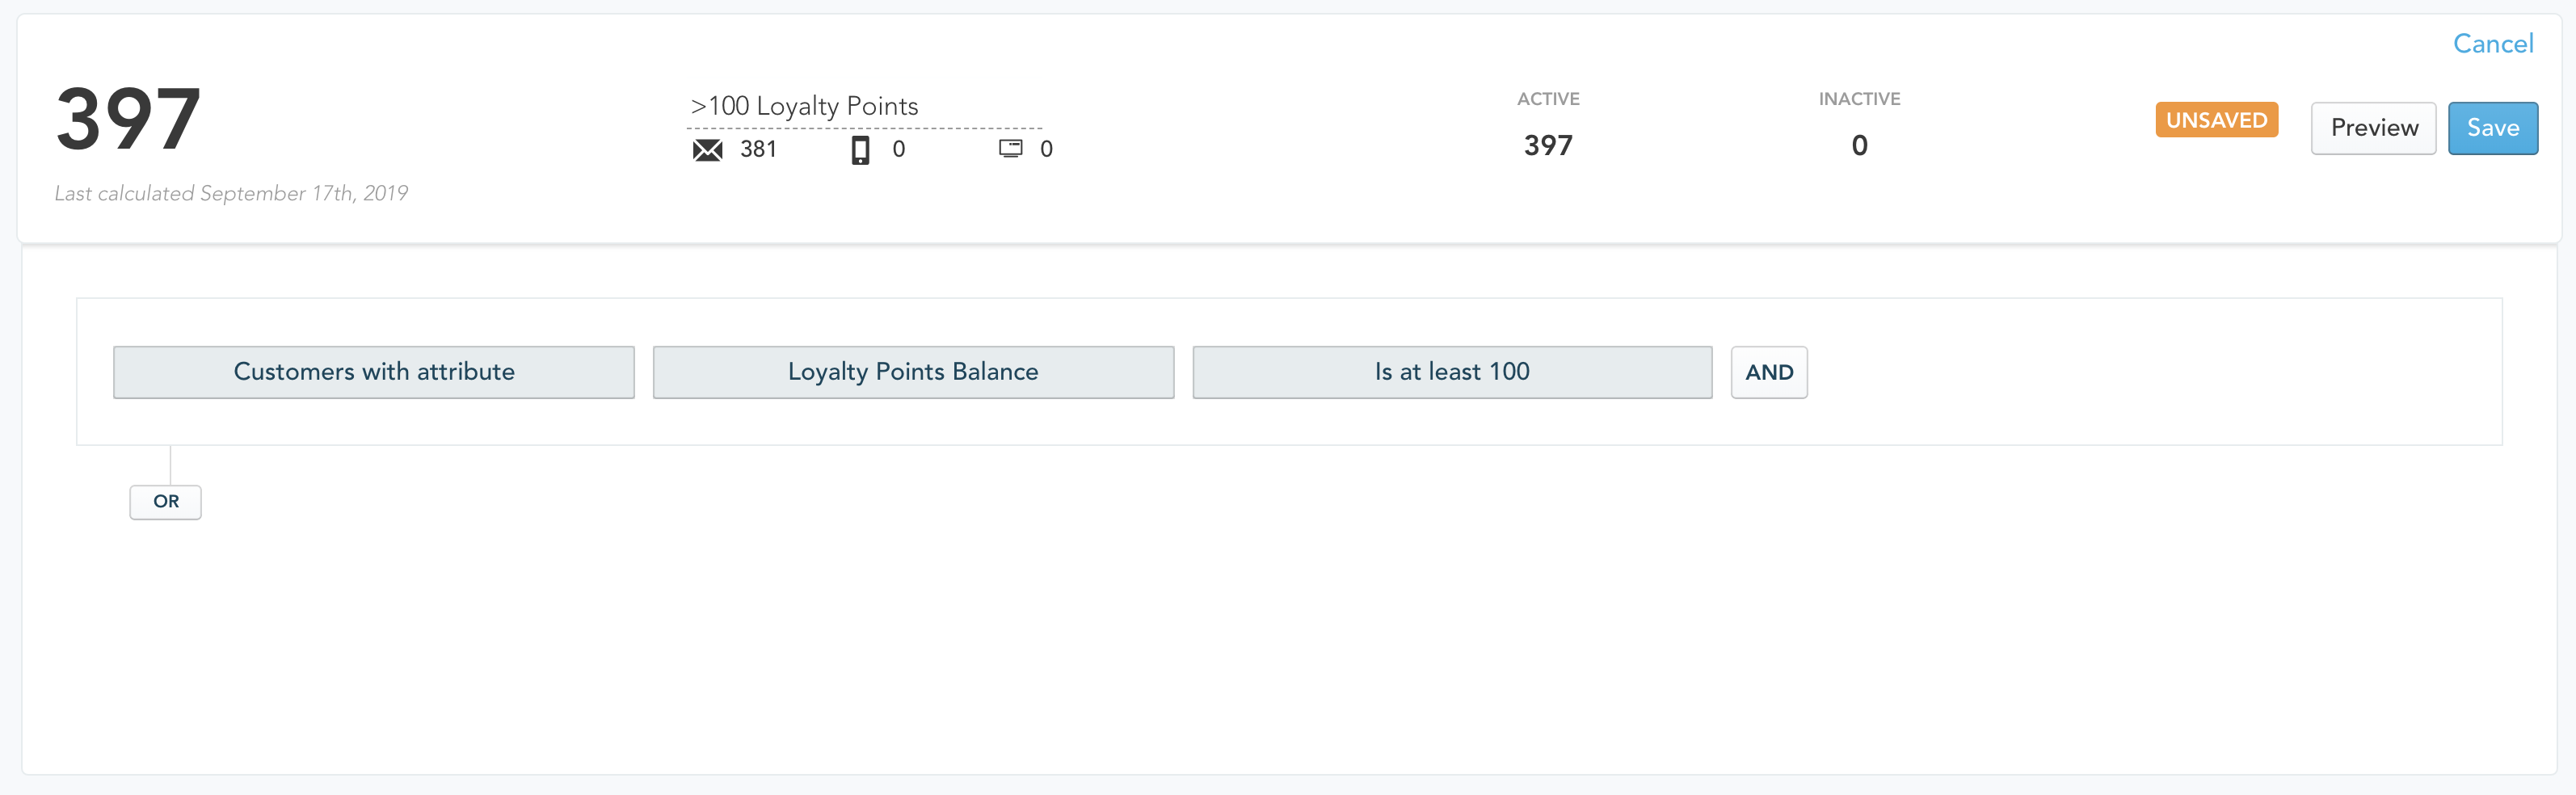 Cancel
397
>100 Loyalty Points
381 0 0
Last calculated September 17th, 2019
ACTIVE
397
INACTIVE
0
UNSAVED
Preview
Save
Customers with attribute
Loyalty Points Balance
Is at least 100
AND
OR